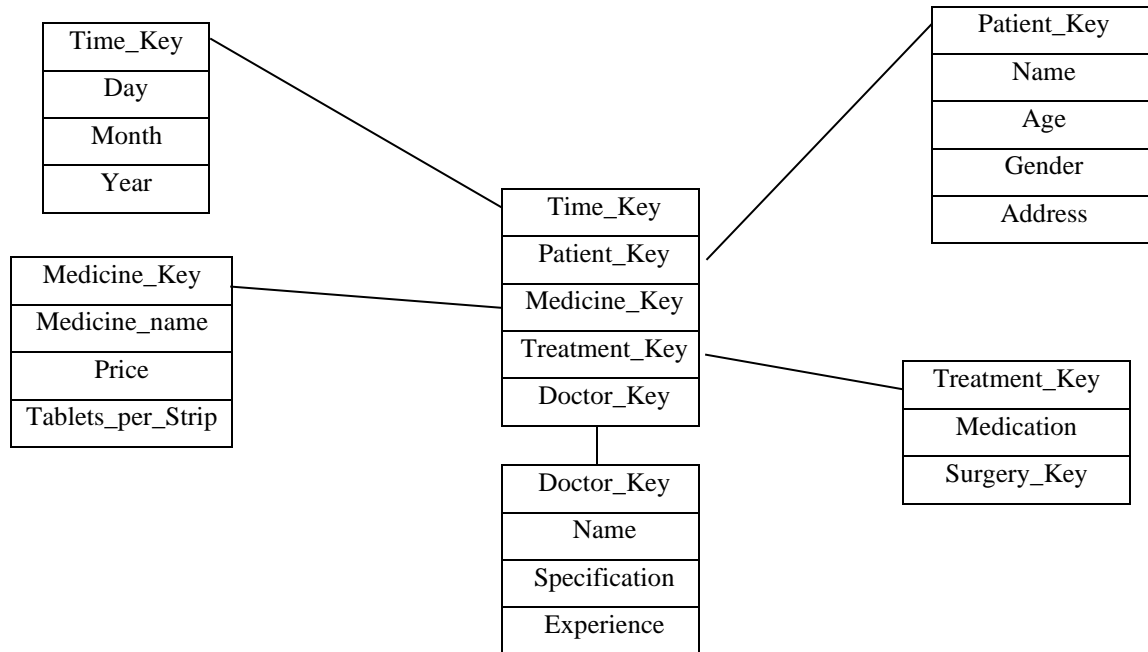 Time_Key
Day
Month
Year
Patient_Key
Name
Age
Gender
Address
Medicine_Key
Medicine_name
Price
Tablets_per_Strip
Time_Key
Patient_Key
Medicine_Key
Treatment_Key
Doctor_Key
Treatment_Key
Medication
Surgery_Key
Doctor_Key
Name
Specification
Experience